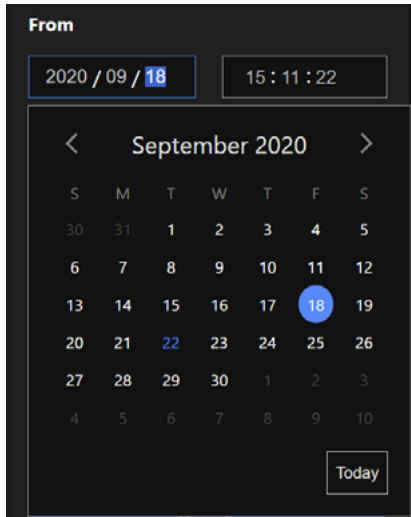 From
2020 / 09 / 18 15 : 11 : 22
September 2020
S M T W T F S
30 31 1 2 3 4 5
6 7 8 9 10 11 12
13 14 15 16 17 18 19
20 21 22 23 24 25 26
27 28 29 30 1 2 3
4 5 6 7 8 9 10
Today